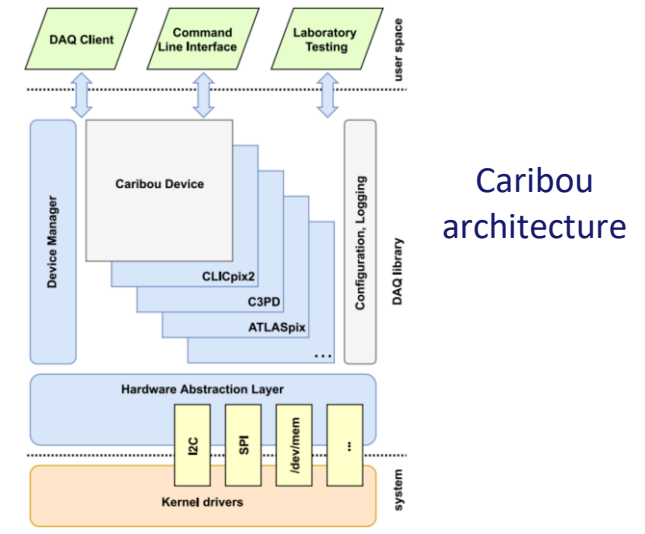 DAQ Client
Command
Line Interface
Laboratory
Testing
user space
Device Manager
Caribou Device
CLICpix2
C3PD
ATLASpix
...
Configuration, Logging
DAQ library
Caribou
architecture
Hardware Abstraction Layer
I2C
SPI
/dev/mem
...
Kernel drivers
system